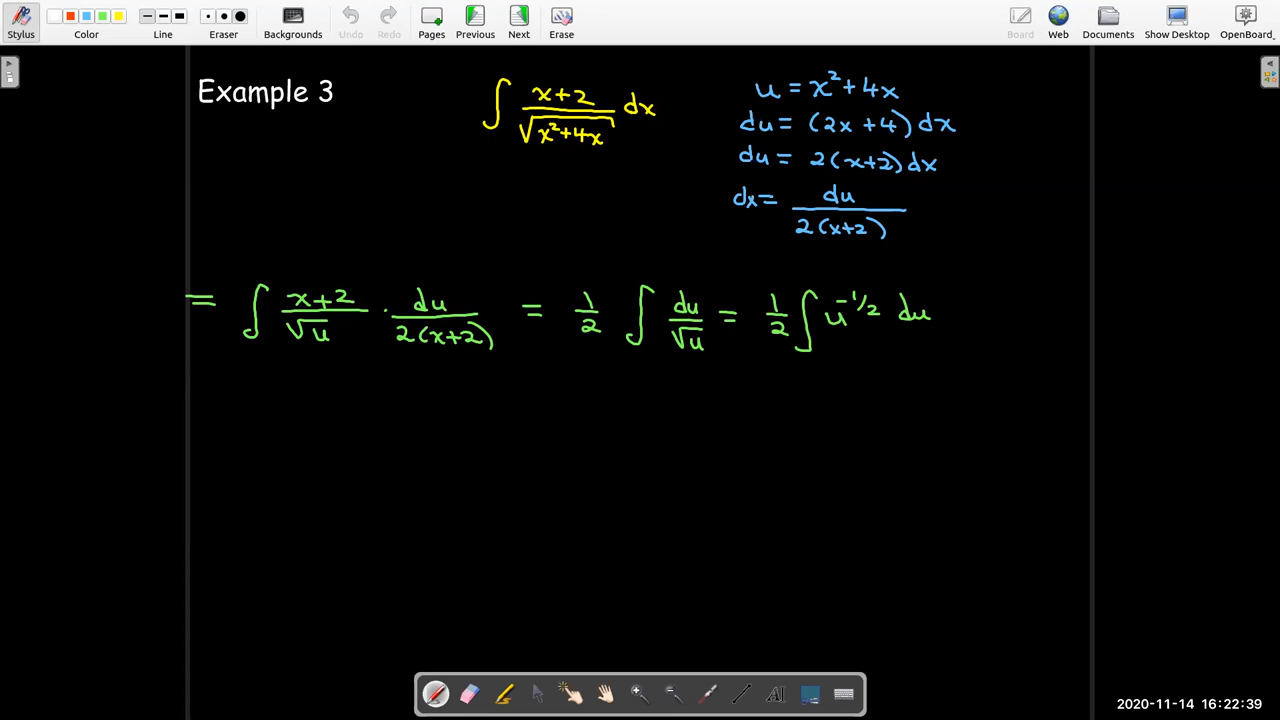 Stylus Color Line Eraser Backgrounds Undo Redo Pages Previous Next Erase Board Web Documents Show Desktop OpenBoard
Example 3
∫ (x+2)/√(x²+4x) dx
u = x²+4x
du = (2x+4) dx
du = 2(x+2) dx
dx = du/(2(x+2))
= ∫ (x+2)/√u · du/(2(x+2)) = 1/2 ∫ du/√u = 1/2 ∫ u^(-1/2) du
AI
2020-11-14 16:22:39